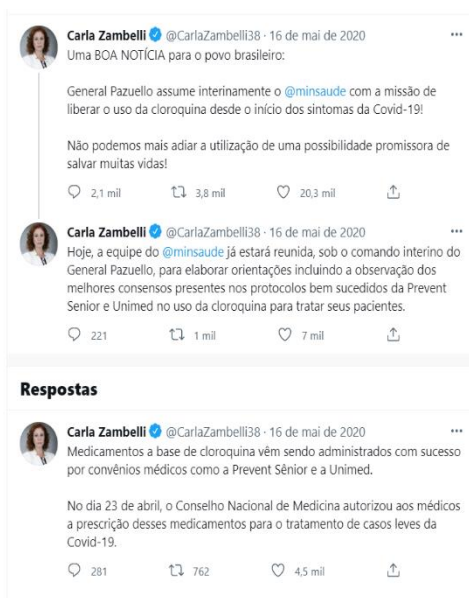 Carla Zambelli @CarlaZambelli38 · 16 de mai de 2020 ...
Uma BOA NOTÍCIA para o povo brasileiro:
General Pazuello assume interinamente o @minsaude com a missão de
liberar o uso da cloroquina desde o início dos sintomas da Covid-19!
Não podemos mais adiar a utilização de uma possibilidade promissora de
salvar muitas vidas!
2,1 mil 3,8 mil 20,3 mil
Carla Zambelli @CarlaZambelli38 · 16 de mai de 2020 ...
Hoje, a equipe do @minsaude já estará reunida, sob o comando interino do
General Pazuello, para elaborar orientações incluindo a observação dos
melhores consensos presentes nos protocolos bem sucedidos da Prevent
Senior e Unimed no uso da cloroquina para tratar seus pacientes.
221 1 mil 7 mil
Respostas
Carla Zambelli @CarlaZambelli38 · 16 de mai de 2020 ...
Medicamentos a base de cloroquina vêm sendo administrados com sucesso
por convênios médicos como a Prevent Sênior e a Unimed.
No dia 23 de abril, o Conselho Nacional de Medicina autorizou aos médicos
a prescrição desses medicamentos para o tratamento de casos leves da
Covid-19.
281 762 4,5 mil